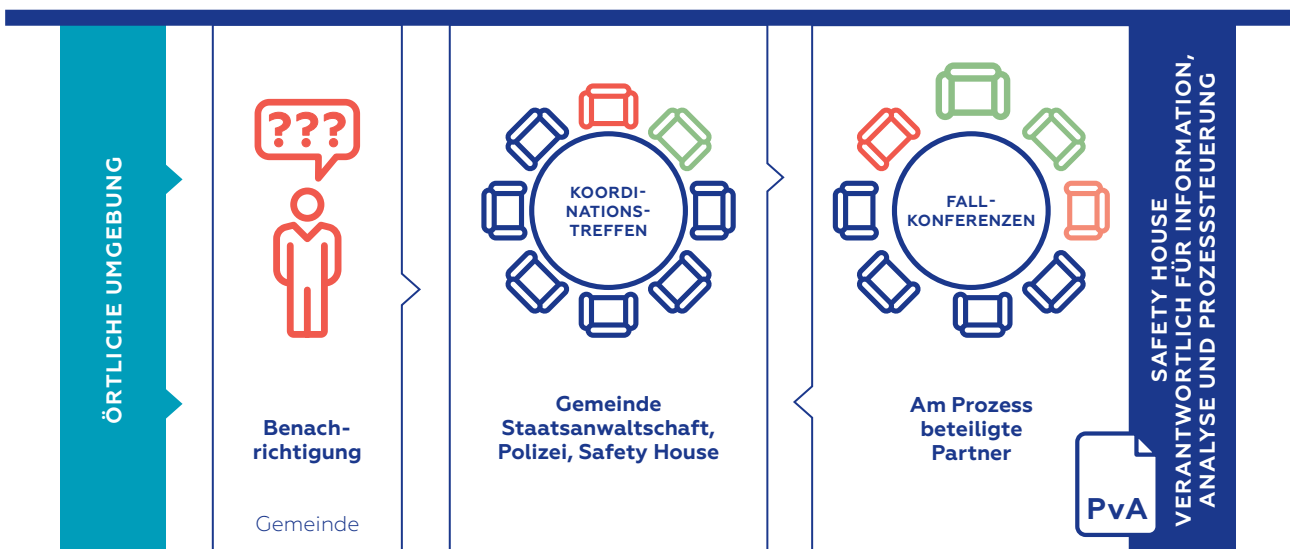 ÖRTLICHE UMGEBUNG
???
Benach-
richtigung
Gemeinde
KOORDI-
NATIONS-
TREFFEN
Gemeinde
Staatsanwaltschaft,
Polizei, Safety House
FALL-
KONFERENZEN
Am Prozess
beteiligte
Partner
PvA
SAFETY HOUSE
VERANTWORTLICH FÜR INFORMATION,
ANALYSE UND PROZESSSTEUERUNG